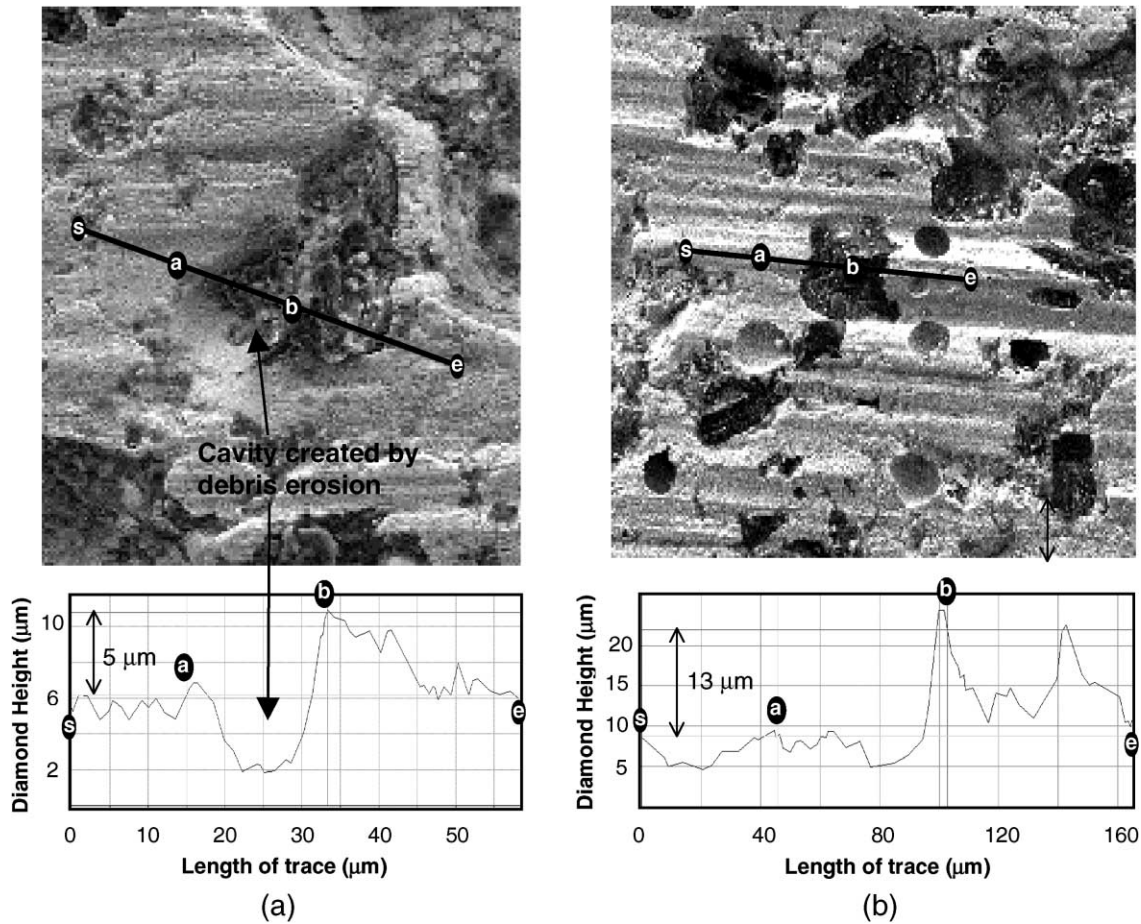 s
a
b
e
Cavity created by
debris erosion
s
a
b
e
Diamond Height (μm)
10
6
2
5 μm
s
a
b
e
0
10
20
30
40
50
Length of trace (μm)
(a)
Diamond Height (μm)
20
15
10
5
13 μm
s
a
b
e
0
40
80
120
160
Length of trace (μm)
(b)